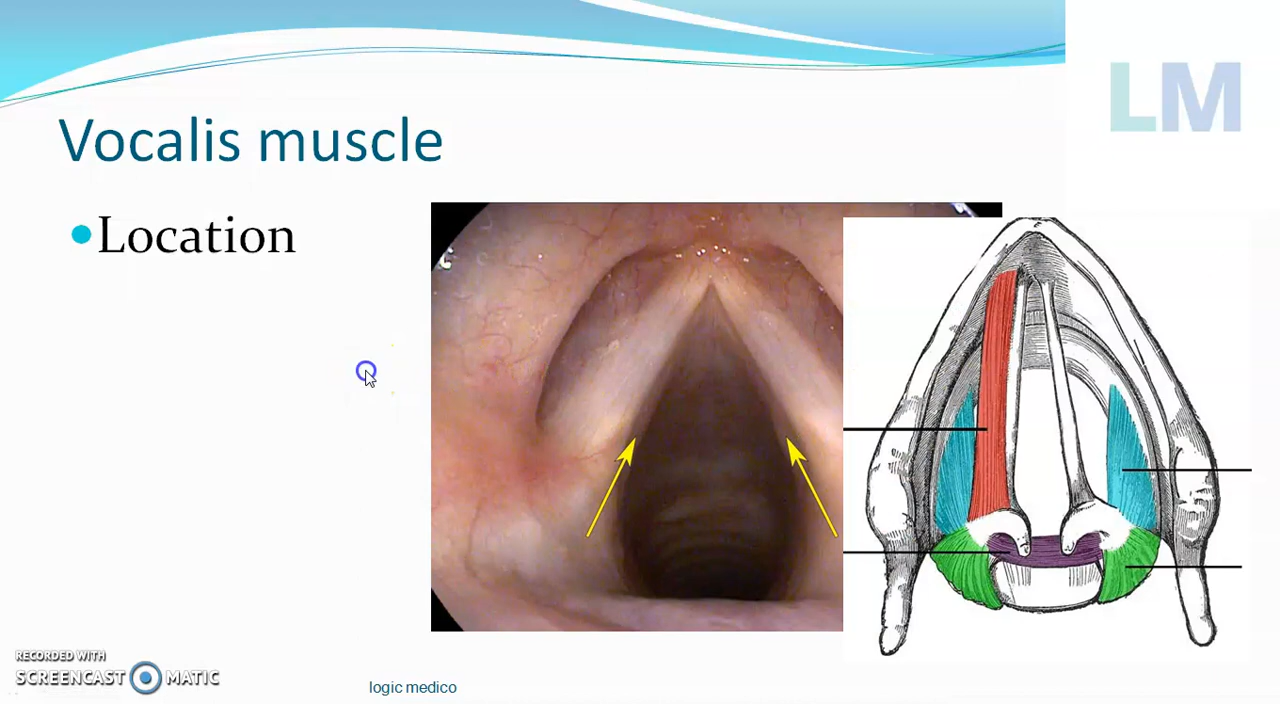 LM
Vocalis muscle
•Location
RECORDED WITH
SCREENCAST MATIC
logic medico